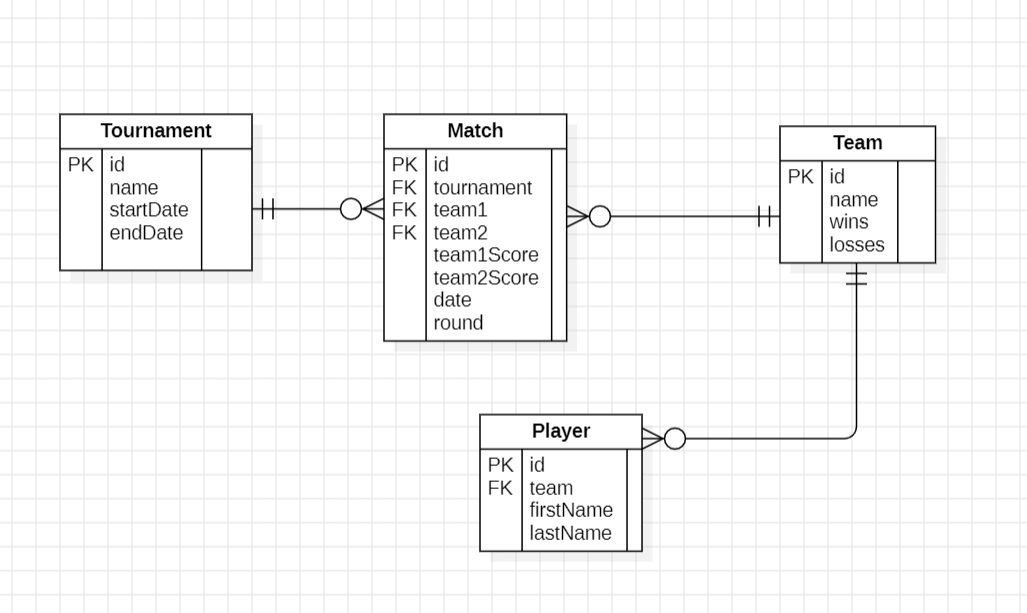 Tournament
PK id
name
startDate
endDate
Match
PK id
FK tournament
FK team1
FK team2
team1Score
team2Score
date
round
Team
PK id
name
wins
losses
Player
PK id
FK team
firstName
lastName